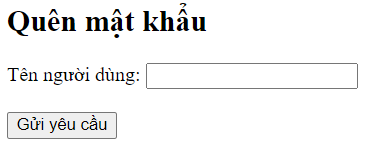 Quên mật khẩu
Tên người dùng:
Gửi yêu cầu